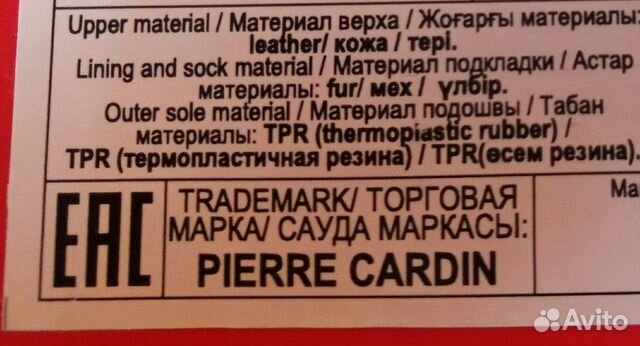 Upper material / Материал верха / Жоғарғы материалы:
leather/ кожа / тері.
Lining and sock material / Материал подкладки / Астар
материалы: fur/ мех / үлбір.
Outer sole material / Материал подошвы / Табан
материалы: TPR (thermoplastic rubber) /
TPR (термопластичная резина) / TPR(өсем резина).
EAC
TRADEMARK/ ТОРГОВАЯ
МАРКА/ САУДА МАРКАСЫ:
PIERRE CARDIN
Ma
Avito